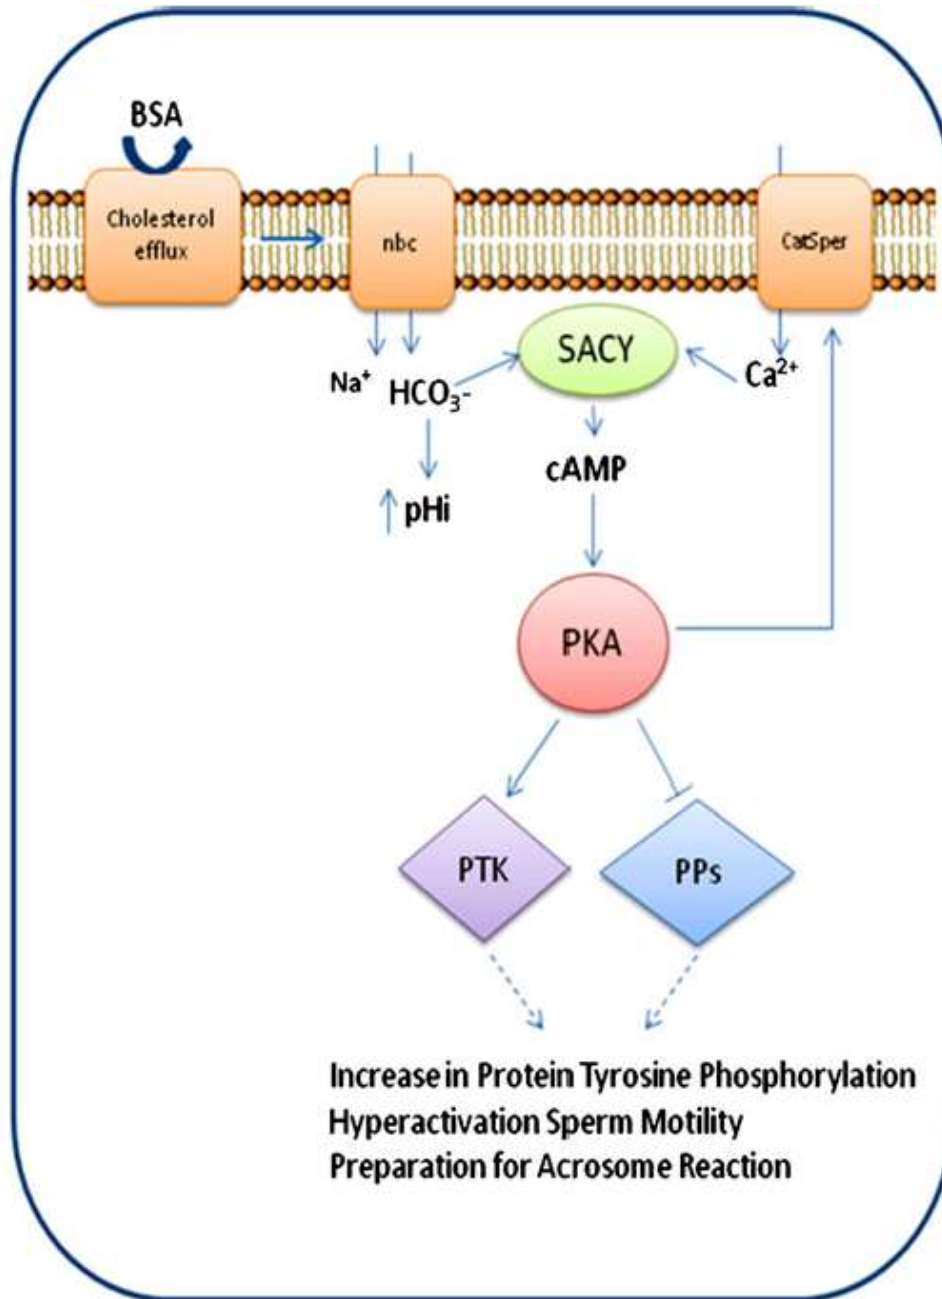 BSA
Cholesterol
efflux
nbc
CatSper
SACY
Na⁺
HCO₃-
Ca²⁺
cAMP
pHi
PKA
PTK
PPs
Increase in Protein Tyrosine Phosphorylation
Hyperactivation Sperm Motility
Preparation for Acrosome Reaction